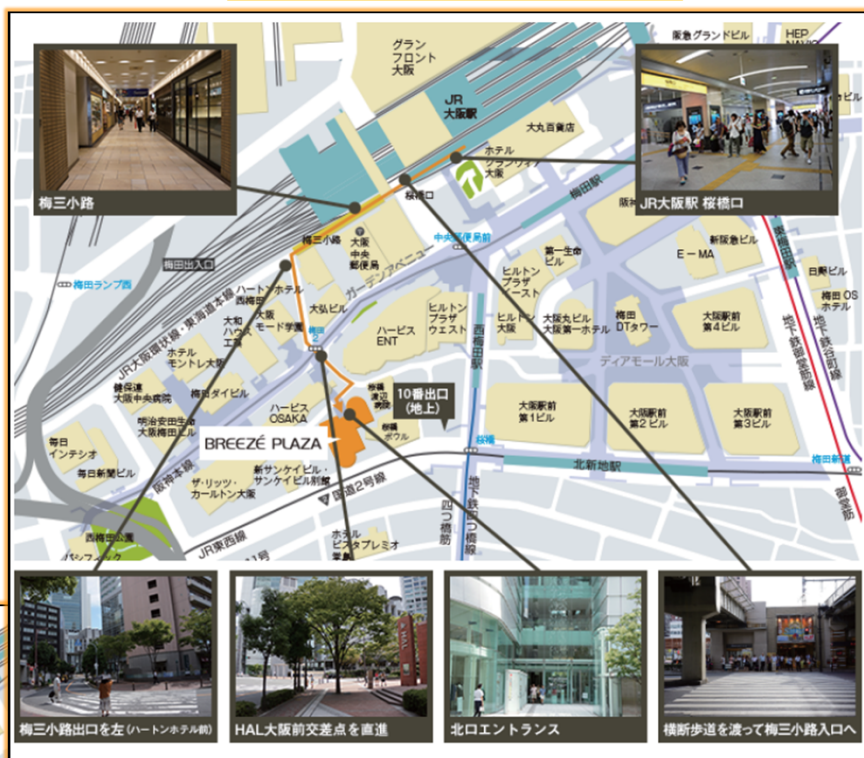 グラン
フロント
大阪
阪急グランドビル
HEP
JR
大阪駅
大丸百貨店
ホテル
グランヴィア
大阪
梅三小路
桜橋口
梅田駅
JR大阪駅 桜橋口
梅三小路
大阪
中央
郵便局
中央郵便局前
ガーデンアベニュー
第一生命
ビル
新阪急ビル
E－MA
東梅田駅
日野ビル
梅田 OS
ホテル
梅田出入口
梅田ランプ西
JR大阪環状線・東海道本線
ハートンホテル
西梅田
大弘ビル
大阪
モード学園
大和
ハウス
ホテル
モントレ大阪
ヒルトン
プラザ
イースト
ヒルトン
プラザ
ウェスト
ハービス
ENT
西梅田駅
ヒルトン
大阪
大阪丸ビル
大阪第一ホテル
梅田
DTタワー
大阪駅前
第4ビル
地下鉄御堂筋線
地下鉄谷町線
ディアモール大阪
健保連
大阪中央病院
梅田ダイビル
明治安田生命
大阪梅田ビル
ハービス
OSAKA
桜橋
渡辺
病院
10番出口
(地上)
大阪駅前
第1ビル
大阪駅前
第2ビル
大阪駅前
第3ビル
毎日
インテシオ
BREEZÉ PLAZA
桜橋
ボウル
桜橋
毎日新聞ビル
阪神本線
新サンケイビル・
サンケイビル別館
ザ・リッツ・
カールトン大阪
国道2号線
北新地駅
梅田新道
御堂筋
四つ橋筋
地下鉄四つ橋線
西梅田公園
JR東西線
ホテル
ビスタプレミオ
梅三小路出口を左 (ハートンホテル前)
HAL大阪前交差点を直進
北口エントランス
横断歩道を渡って梅三小路入口へ